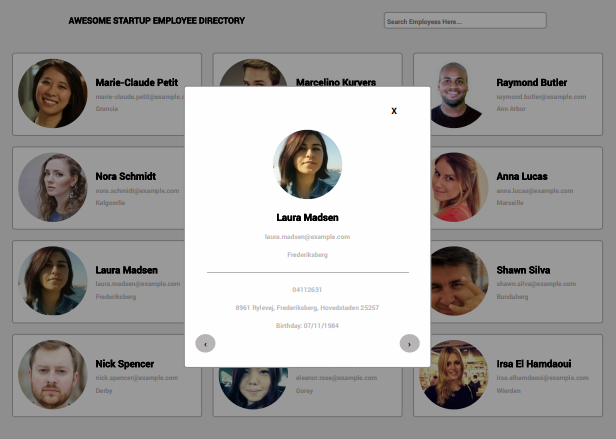 AWESOME STARTUP EMPLOYEE DIRECTORY
Search Employees Here...
Marie-Claude Petit
marie-claude.petit@example.c
Grancia
Marcelino Kurvers
Raymond Butler
raymond.butler@example.com
Ann Arbor
Nora Schmidt
nora.schmidt@example.com
Kalgoorlie
Anna Lucas
anna.lucas@example.com
Marseille
Laura Madsen
laura.madsen@example.com
Frederiksberg
Shawn Silva
shawn.silva@example.com
Bundaberg
Nick Spencer
nick.spencer@example.com
Derby
eleanor.rose@example.com
Gorey
Irsa El Hamdaoui
irsa.elhamdaoui@example.com
Wierden
X
Laura Madsen
laura.madsen@example.com
Frederiksberg
04112631
8961 Rylevej, Frederiksberg, Hovedstaden 25257
Birthday: 07/11/1984
‹ ›